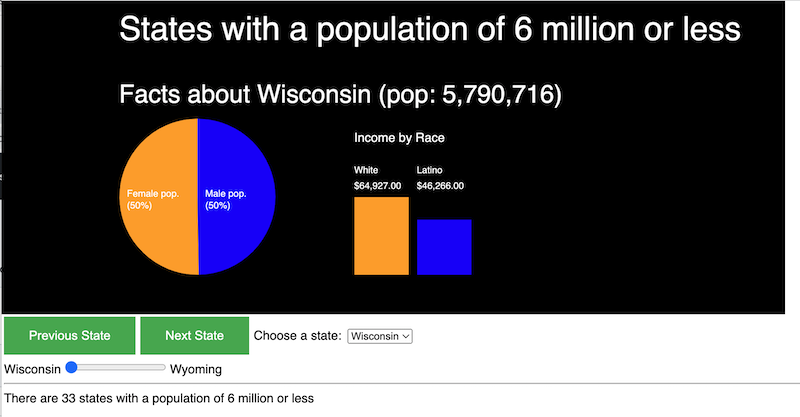 States with a population of 6 million or less
Facts about Wisconsin (pop: 5,790,716)
Income by Race
Female pop.
(50%)
Male pop.
(50%)
White
$64,927.00
Latino
$46,266.00
Previous State
Next State
Choose a state:
Wisconsin
Wisconsin
Wyoming
There are 33 states with a population of 6 million or less